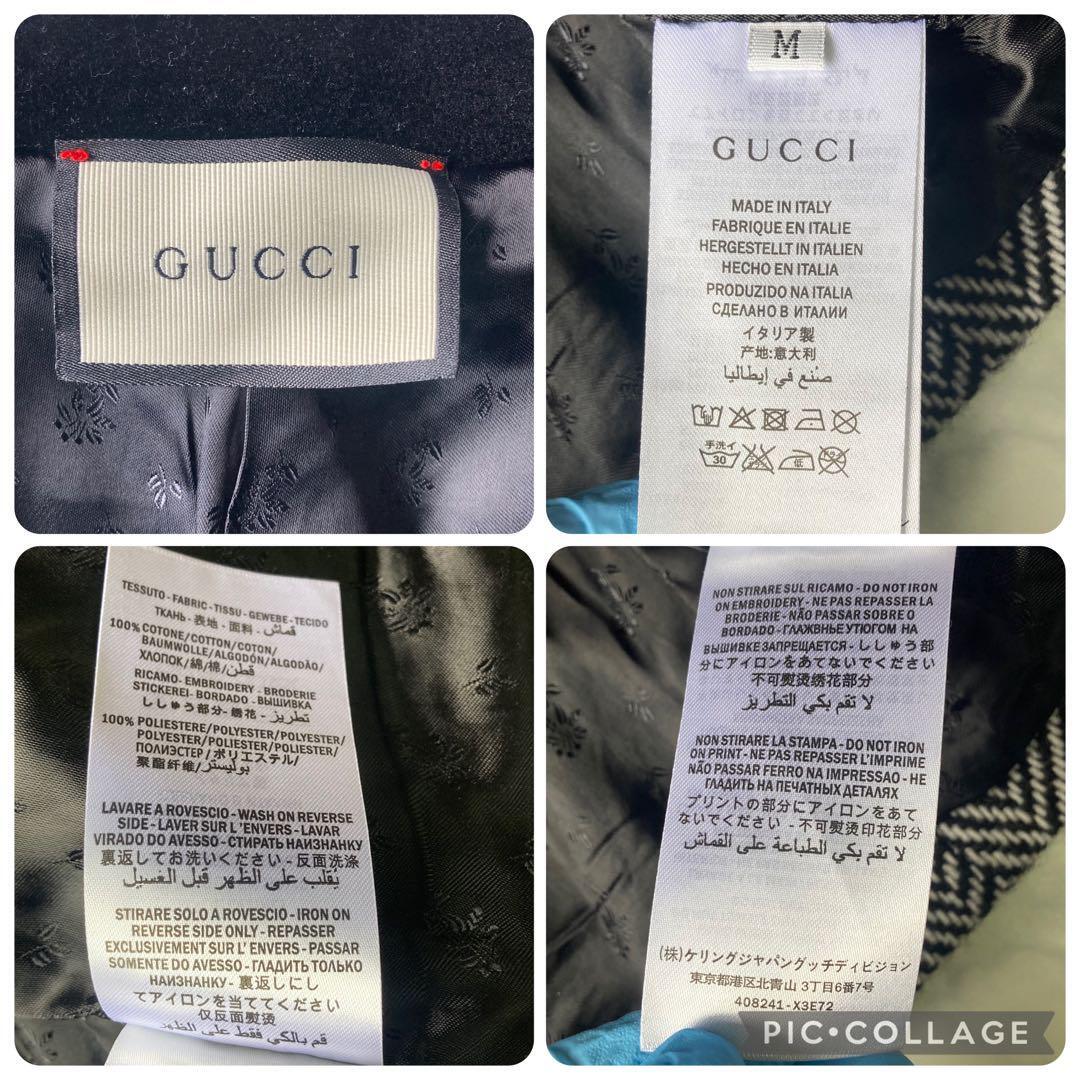 GUCCI
M
GUCCI
MADE IN ITALY
FABRIQUE EN ITALIE
HERGESTELLT IN ITALIEN
HECHO EN ITALIA
PRODUZIDO NA ITALIA
СДЕЛАНО В ИТАЛИИ
イタリア製
产地:意大利
صنع في إيطاليا
手洗イ
30
低
TESSUTO - FABRIC - TISSU - GEWEBE - TECIDO
ТКАНЬ - 表地 - 面料 - قماش
100% COTONE/COTTON/COTON/
BAUMWOLLE/ALGODÓN/ALGODÃO/
ХЛОПОК/綿/棉/قطن
RICAMO - EMBROIDERY - BRODERIE
STICKEREI - BORDADO - ВЫШИВКА
ししゅう部分 - 绣花 - تطريز
100% POLIESTERE/POLYESTER/POLYESTER/
POLYESTER/POLIESTER/POLIESTER/
ПОЛИЭСТЕР/ポリエステル/
聚酯纤维/بوليستر
LAVARE A ROVESCIO - WASH ON REVERSE
SIDE - LAVER SUR L'ENVERS - LAVAR
VIRADO DO AVESSO - СТИРАТЬ НАИЗНАНКУ
裏返してお洗いください - 反面洗涤
يقلب على الظهر قبل الغسيل
STIRARE SOLO A ROVESCIO - IRON ON
REVERSE SIDE ONLY - REPASSER
EXCLUSIVEMENT SUR L'ENVERS - PASSAR
SOMENTE DO AVESSO - ГЛАДИТЬ ТОЛЬКО
НАИЗНАНКУ - 裏返しにし
てアイロンを当ててください
仅反面熨烫
قم بالكي فقط على الظهر
NON STIRARE SUL RICAMO - DO NOT IRON
ON EMBROIDERY - NE PAS REPASSER LA
BRODERIE - NÃO PASSAR SOBRE O
BORDADO - ГЛАЖВНЬЕ УТЮГОМ НА
ВЫШИВКЕ ЗАПРЕЩАЕТСЯ - ししゅう部
分にアイロンをあてないでください
不可熨烫绣花部分
لا تقم بكي التطريز
NON STIRARE LA STAMPA - DO NOT IRON
ON PRINT - NE PAS REPASSER L'IMPRIME
NÃO PASSAR FERRO NA IMPRESSAO - НЕ
ГЛАДИТЬ НА ПЕЧАТНЫХ ДЕТАЛЯХ
プリントの部分にアイロンをあて
ないでください - 不可熨烫印花部分
لا تقم بكي الطباعة على القماش
(株)ケリングジャパングッチディビジョン
東京都港区北青山 3丁目6番7号
408241 - X3E72
PIC•COLLAGE